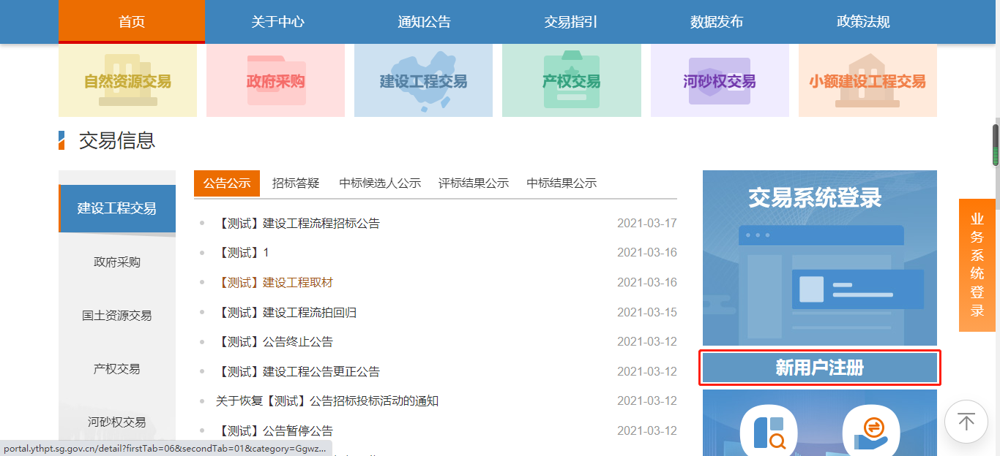 首页 关于中心 通知公告 交易指引 数据发布 政策法规
自然资源交易 政府采购 建设工程交易 产权交易 河砂权交易 小额建设工程交易
交易信息
建设工程交易
政府采购
国土资源交易
产权交易
河砂权交易
公告公示 招标答疑 中标候选人公示 评标结果公示 中标结果公示
【测试】建设工程流程招标公告 2021-03-17
【测试】1 2021-03-16
【测试】建设工程取材 2021-03-16
【测试】建设工程流拍回归 2021-03-15
【测试】公告终止公告 2021-03-12
【测试】建设工程公告更正公告 2021-03-12
关于恢复【测试】公告招标投标活动的通知 2021-03-12
【测试】公告暂停公告 2021-03-12
交易系统登录
新用户注册
业务系统登录
portal.ythpt.sg.gov.cn/detail?firstTab=06&secondTab=01&category=Ggwz...